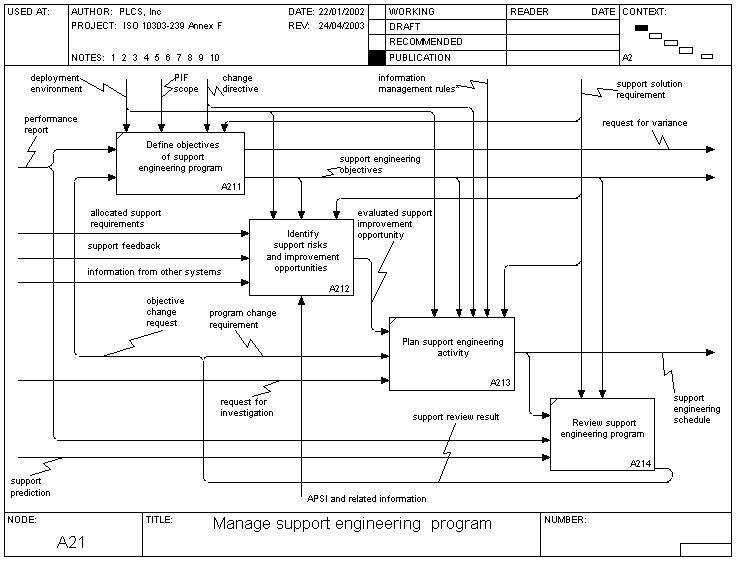 USED AT:
AUTHOR: PLCS, Inc
DATE: 22/01/2002
PROJECT: ISO 10303-239 Annex F
REV: 24/04/2003
NOTES: 1 2 3 4 5 6 7 8 9 10
WORKING
DRAFT
RECOMMENDED
PUBLICATION
READER
DATE
CONTEXT:
A2
deployment
environment
PIF
scope
change
directive
information
management rules
support solution
requirement
performance
report
request for variance
Define objectives
of support
engineering program
A211
support engineering
objectives
allocated support
requirements
support feedback
information from other systems
Identify
support risks
and improvement
opportunities
A212
evaluated support
improvement
opportunity
objective
change
request
program change
requirement
Plan support engineering
activity
A213
request for
investigation
support
engineering
schedule
support review result
Review support
engineering program
A214
support
prediction
APSI and related information
NODE:
A21
TITLE:
Manage support engineering program
NUMBER: